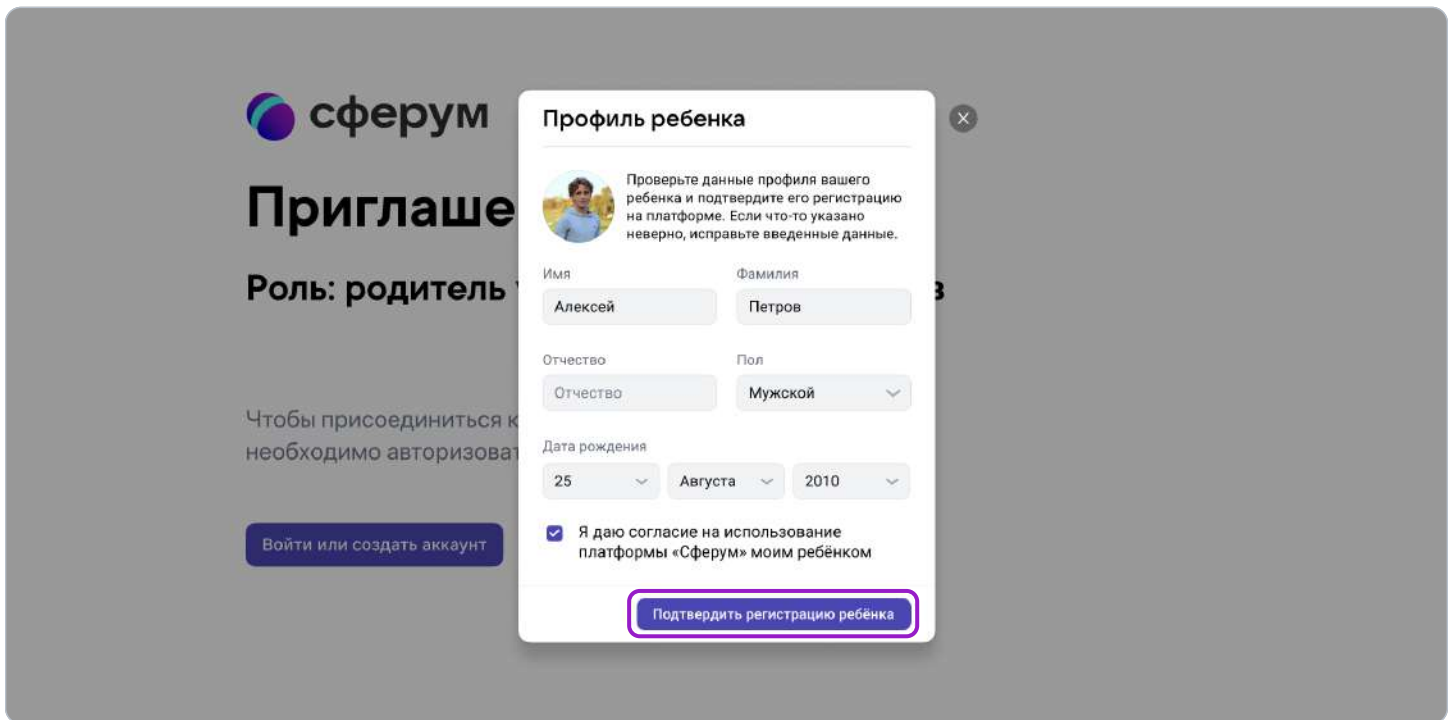 сферум
Приглаше
Роль: родитель
Чтобы присоединиться к
необходимо авторизоват
Войти или создать аккаунт
Профиль ребенка
Проверьте данные профиля вашего
ребенка и подтвердите его регистрацию
на платформе. Если что-то указано
неверно, исправьте введенные данные.
Имя
Фамилия
Алексей
Петров
Отчество
Пол
Отчество
Мужской
Дата рождения
25
Августа
2010
Я даю согласие на использование
платформы «Сферум» моим ребёнком
Подтвердить регистрацию ребёнка